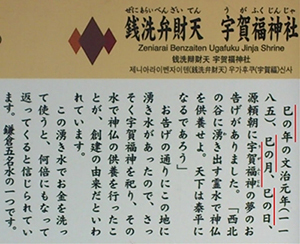 ぜにあらいべんざいてん うがふくじんじゃ
銭洗弁財天 宇賀福神社
Zeniarai Benzaiten Ugafuku Jinja Shrine
钱洗辩财天 宇贺福神社
제니아라이벤자이텐(銭洗弁財天) 우가후쿠(宇賀福)신사
巳の年の文治元年(一一
八五)、巳の月、巳の日、
源頼朝に宇賀福神の夢のお
告げがありました。「西北
の谷に湧き出す霊水で神仏
を供養せよ。天下は泰平に
なるであろう」
お告げの通りにこの地に
湧き水があったので、さっ
そく宇賀福神を祀り、その
水で神仏の供養を行ったこ
とが、創建の由来だといわ
れています。
この湧き水でお金を洗っ
て使うと、何倍にもなって
返ってくると信じられてい
ます。鎌倉五名水の一つです。